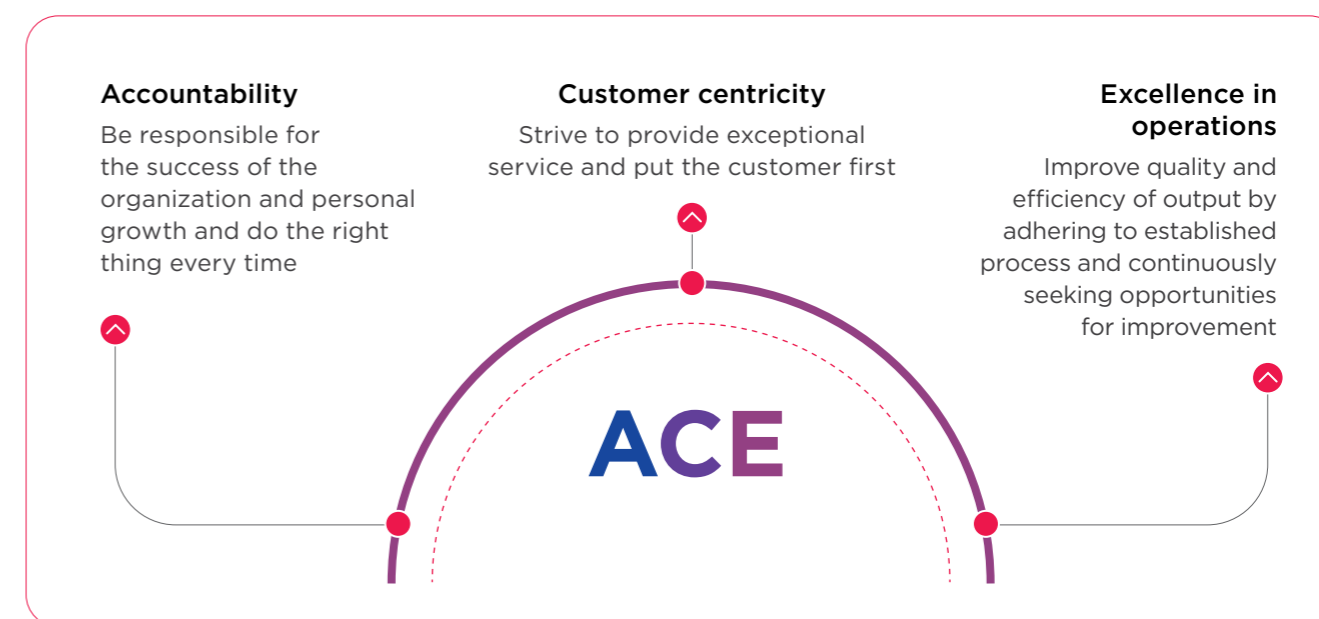 Accountability
Be responsible for
the success of the
organization and personal
growth and do the right
thing every time
Customer centricity
Strive to provide exceptional
service and put the customer first
Excellence in
operations
Improve quality and
efficiency of output by
adhering to established
process and continuously
seeking opportunities
for improvement
ACE